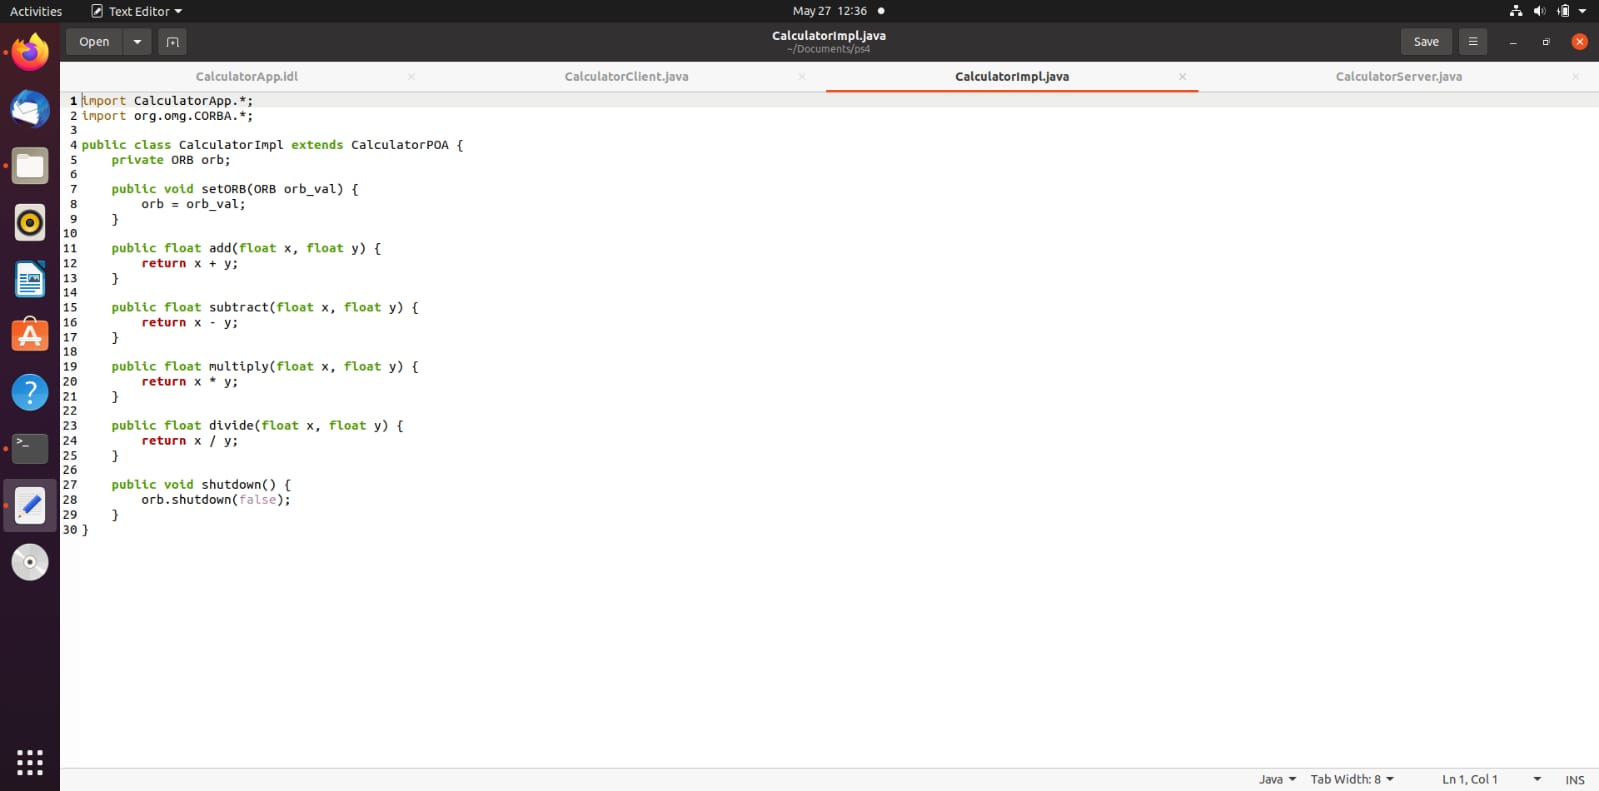 Activities Text Editor May 27 12:36
Open CalculatorImpl.java Save
~/Documents/ps4
CalculatorApp.idl CalculatorClient.java CalculatorImpl.java CalculatorServer.java
1 import CalculatorApp.*;
2 import org.omg.CORBA.*;
3
4 public class CalculatorImpl extends CalculatorPOA {
5     private ORB orb;
6
7     public void setORB(ORB orb_val) {
8         orb = orb_val;
9     }
10
11     public float add(float x, float y) {
12         return x + y;
13     }
14
15     public float subtract(float x, float y) {
16         return x - y;
17     }
18
19     public float multiply(float x, float y) {
20         return x * y;
21     }
22
23     public float divide(float x, float y) {
24         return x / y;
25     }
26
27     public void shutdown() {
28         orb.shutdown(false);
29     }
30 }
Java Tab Width: 8 Ln 1, Col 1 INS